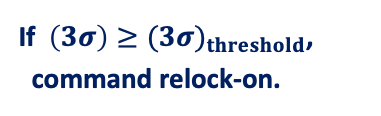 If (3σ) ≥ (3σ)threshold,
command relock-on.